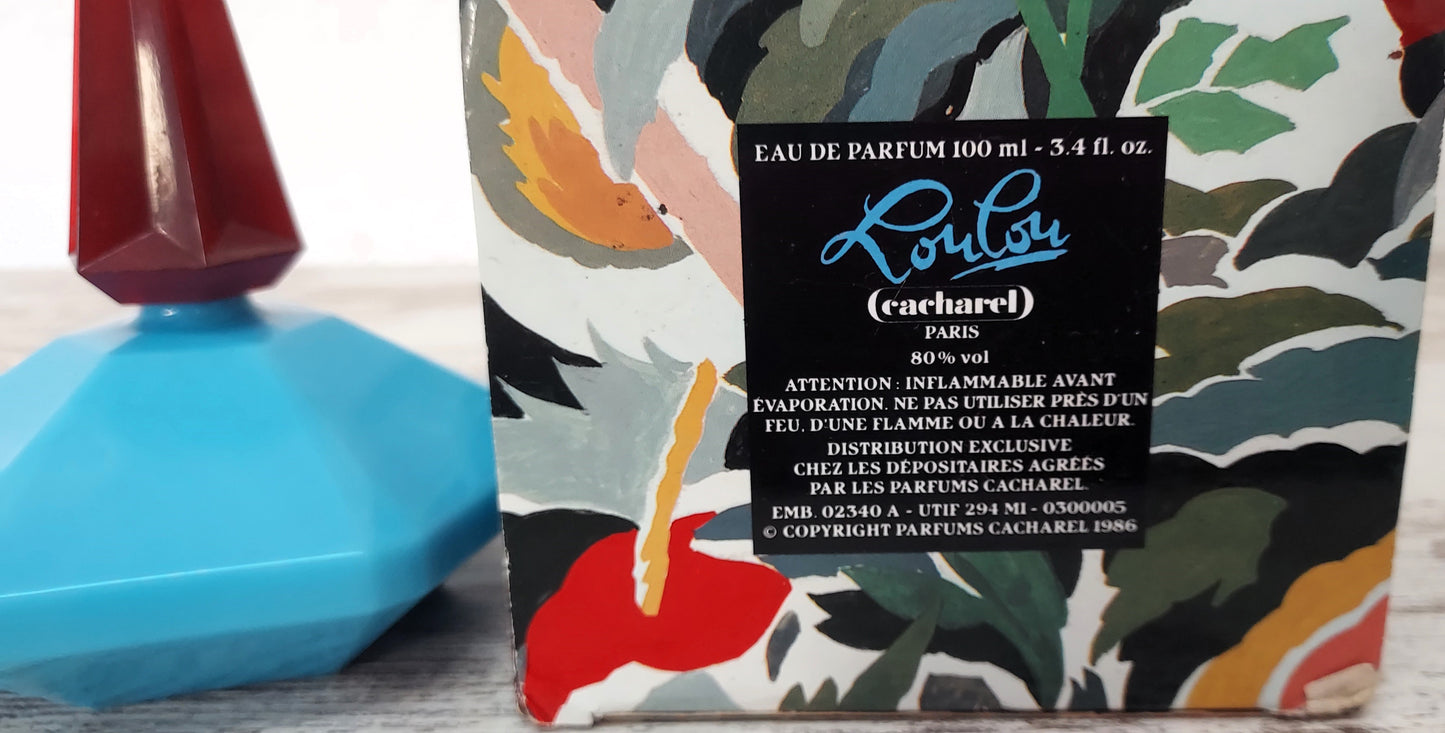 EAU DE PARFUM 100 ml - 3.4 fl. oz.
Loulou
(cacharel)
PARIS
80% vol
ATTENTION : INFLAMMABLE AVANT
ÉVAPORATION. NE PAS UTILISER PRÈS D'UN
FEU, D'UNE FLAMME OU A LA CHALEUR.
DISTRIBUTION EXCLUSIVE
CHEZ LES DÉPOSITAIRES AGRÉÉS
PAR LES PARFUMS CACHAREL.
EMB. 02340 A - UTIF 294 MI - 0300005
© COPYRIGHT PARFUMS CACHAREL 1986